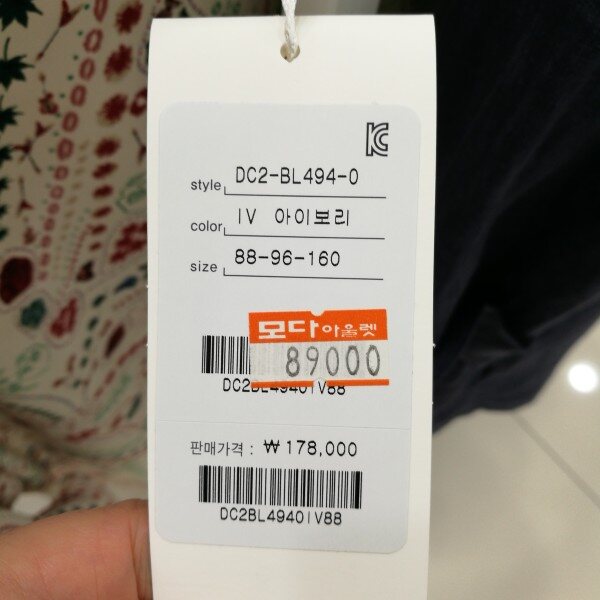 style DC2-BL494-0
color IV 아이보리
size 88-96-160
모다아울렛
89000
DC2BL4940IV88
판매가격 : ₩ 178,000
DC2BL4940IV88